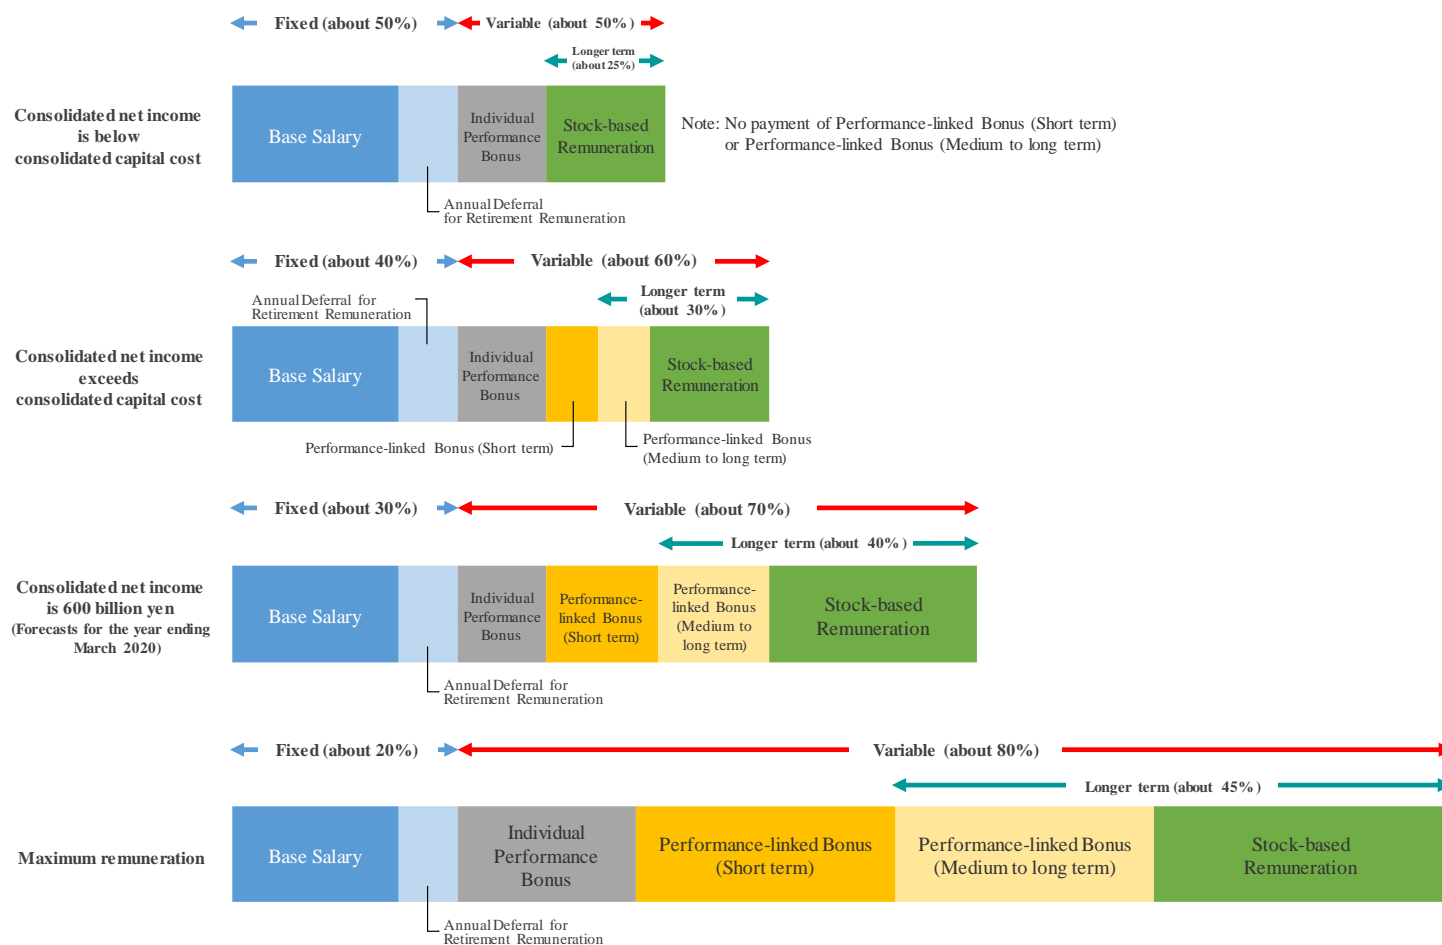 Fixed (about 50%)
Variable (about 50%)
Longer term
(about 25%)
Consolidated net income
is below
consolidated capital cost
Base Salary
Individual
Performance
Bonus
Stock-based
Remuneration
Note: No payment of Performance-linked Bonus (Short term)
or Performance-linked Bonus (Medium to long term)
Annual Deferral
for Retirement Remuneration
Fixed (about 40%)
Variable (about 60%)
Longer term
(about 30%)
Annual Deferral for
Retirement Remuneration
Consolidated net income
exceeds
consolidated capital cost
Base Salary
Individual
Performance
Bonus
Stock-based
Remuneration
Performance-linked Bonus (Short term)
Performance-linked Bonus
(Medium to long term)
Fixed (about 30%)
Variable (about 70%)
Longer term (about 40%)
Consolidated net income
is 600 billion yen
(Forecasts for the year ending
March 2020)
Base Salary
Individual
Performance
Bonus
Performance-
linked Bonus
(Short term)
Performance-
linked Bonus
(Medium to
long term)
Stock-based
Remuneration
Annual Deferral for
Retirement Remuneration
Fixed (about 20%)
Variable (about 80%)
Longer term (about 45%)
Maximum remuneration
Base Salary
Individual
Performance
Bonus
Performance-linked Bonus
(Short term)
Performance-linked Bonus
(Medium to long term)
Stock-based
Remuneration
Annual Deferral for
Retirement Remuneration